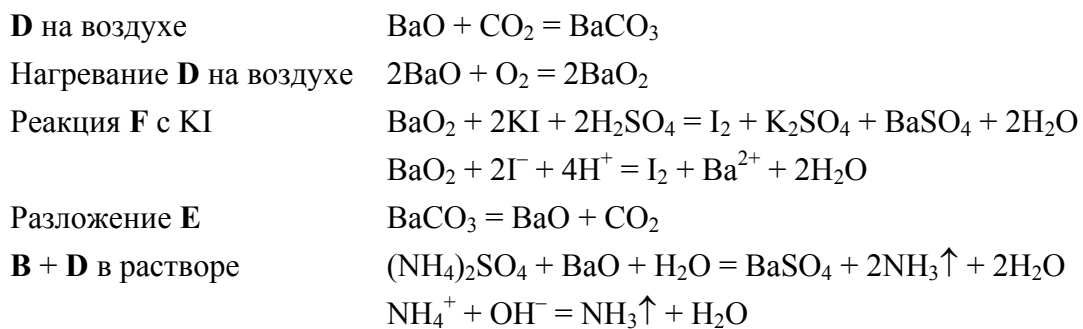 D на воздухе BaO + CO₂ = BaCO₃
Нагревание D на воздухе 2BaO + O₂ = 2BaO₂
Реакция F с KI BaO₂ + 2KI + 2H₂SO₄ = I₂ + K₂SO₄ + BaSO₄ + 2H₂O
BaO₂ + 2I⁻ + 4H⁺ = I₂ + Ba²⁺ + 2H₂O
Разложение E BaCO₃ = BaO + CO₂
B + D в растворе (NH₄)₂SO₄ + BaO + H₂O = BaSO₄ + 2NH₃↑ + 2H₂O
NH₄⁺ + OH⁻ = NH₃↑ + H₂O